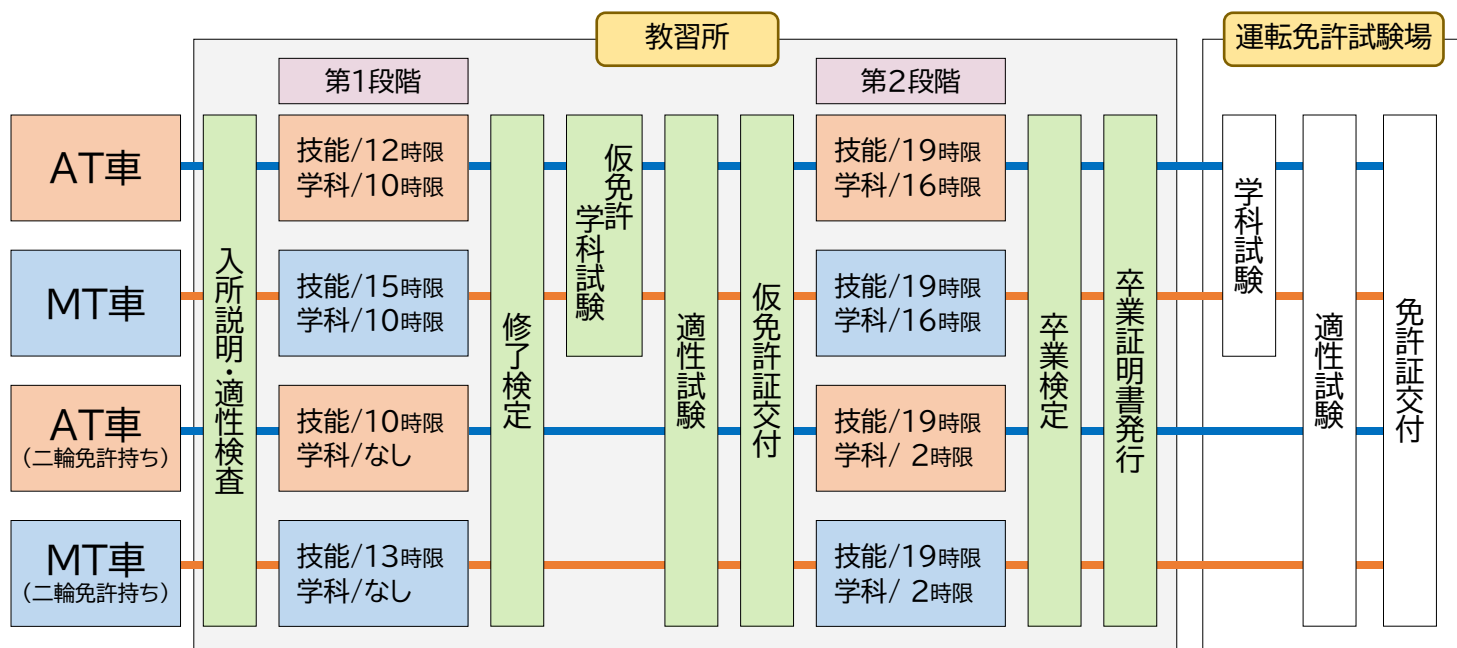 教習所
運転免許試験場
第1段階
第2段階
AT車
入所説明・適性検査
技能/12時限
学科/10時限
修了検定
仮免許
学科試験
適性試験
仮免許証交付
技能/19時限
学科/16時限
卒業検定
卒業証明書発行
学科試験
適性試験
免許証交付
MT車
技能/15時限
学科/10時限
技能/19時限
学科/16時限
AT車
(二輪免許持ち)
技能/10時限
学科/なし
技能/19時限
学科/ 2時限
MT車
(二輪免許持ち)
技能/13時限
学科/なし
技能/19時限
学科/ 2時限